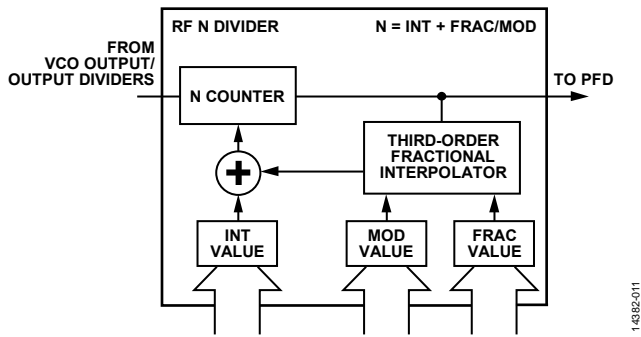 RF N DIVIDER
N = INT + FRAC/MOD
FROM
VCO OUTPUT/
OUTPUT DIVIDERS
N COUNTER
TO PFD
THIRD-ORDER
FRACTIONAL
INTERPOLATOR
+
INT
VALUE
MOD
VALUE
FRAC
VALUE
14382-011